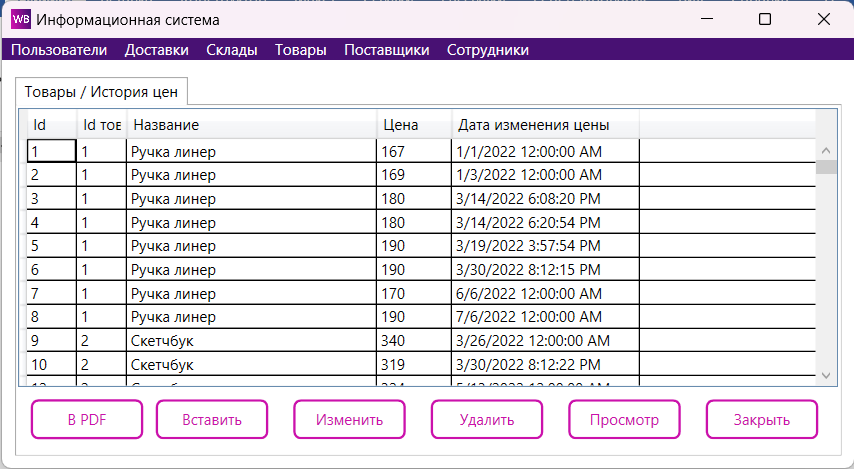 WB Информационная система
Пользователи Доставки Склады Товары Поставщики Сотрудники
Товары / История цен
Id Id тов Название Цена Дата изменения цены
1 1 Ручка линер 167 1/1/2022 12:00:00 AM
2 1 Ручка линер 169 1/3/2022 12:00:00 AM
3 1 Ручка линер 180 3/14/2022 6:08:20 PM
4 1 Ручка линер 180 3/14/2022 6:20:54 PM
5 1 Ручка линер 190 3/19/2022 3:57:54 PM
6 1 Ручка линер 190 3/30/2022 8:12:15 PM
7 1 Ручка линер 170 6/6/2022 12:00:00 AM
8 1 Ручка линер 190 7/6/2022 12:00:00 AM
9 2 Скетчбук 340 3/26/2022 12:00:00 AM
10 2 Скетчбук 319 3/30/2022 8:12:22 PM
В PDF Вставить Изменить Удалить Просмотр Закрыть